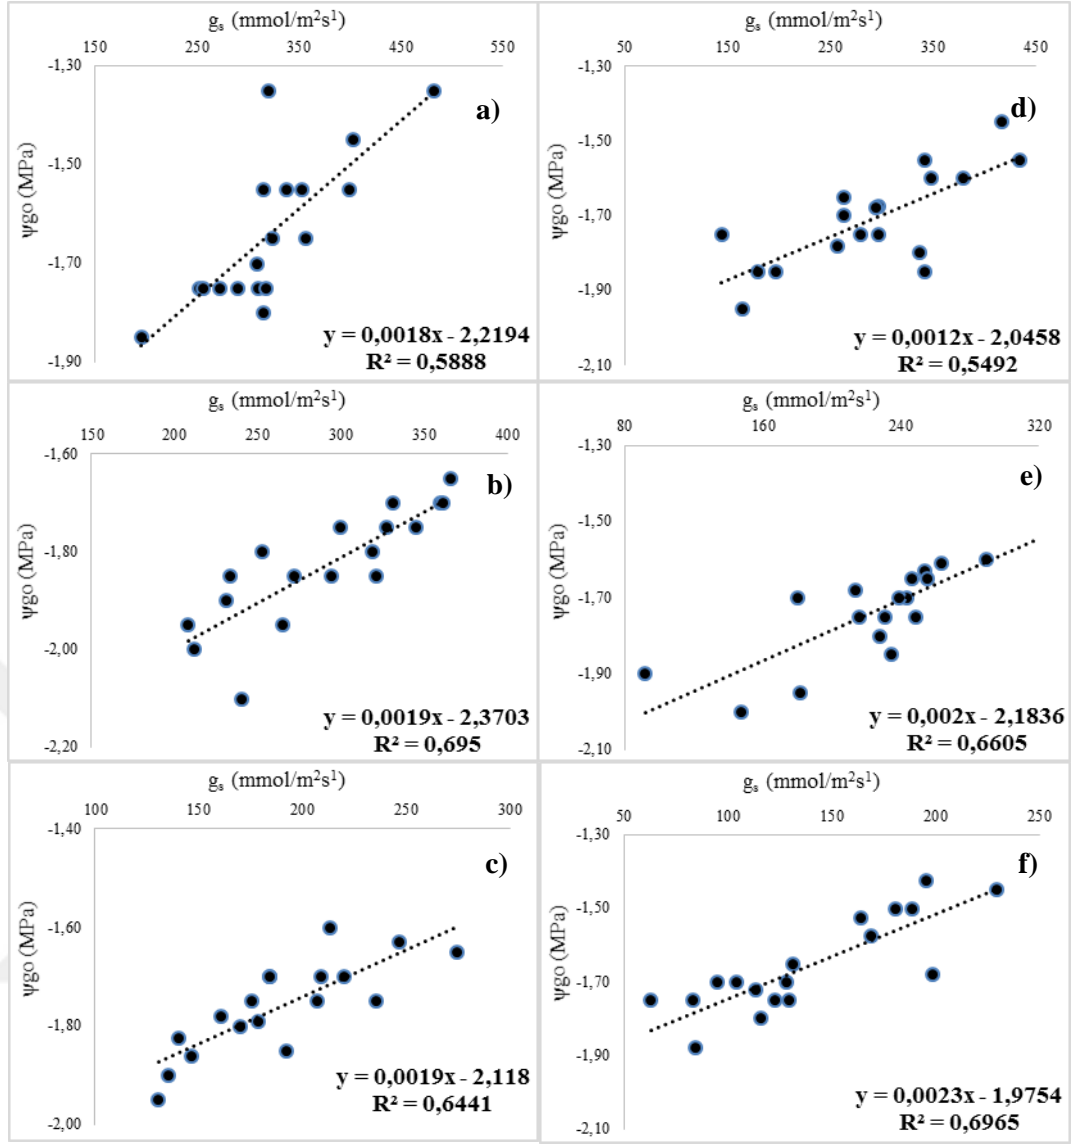 gₛ (mmol/m²s¹)
150 250 350 450 550
-1,30
-1,50
-1,70
-1,90
ψgo (MPa)
a)
y = 0,0018x - 2,2194
R² = 0,5888
gₛ (mmol/m²s¹)
50 150 250 350 450
-1,30
-1,50
-1,70
-1,90
-2,10
ψgo (MPa)
d)
y = 0,0012x - 2,0458
R² = 0,5492
gₛ (mmol/m²s¹)
150 200 250 300 350 400
-1,60
-1,80
-2,00
-2,20
ψgo (MPa)
b)
y = 0,0019x - 2,3703
R² = 0,695
gₛ (mmol/m²s¹)
80 160 240 320
-1,30
-1,50
-1,70
-1,90
-2,10
ψgo (MPa)
e)
y = 0,002x - 2,1836
R² = 0,6605
gₛ (mmol/m²s¹)
100 150 200 250 300
-1,40
-1,60
-1,80
-2,00
ψgo (MPa)
c)
y = 0,0019x - 2,118
R² = 0,6441
gₛ (mmol/m²s¹)
50 100 150 200 250
-1,30
-1,50
-1,70
-1,90
-2,10
ψgo (MPa)
f)
y = 0,0023x - 1,9754
R² = 0,6965